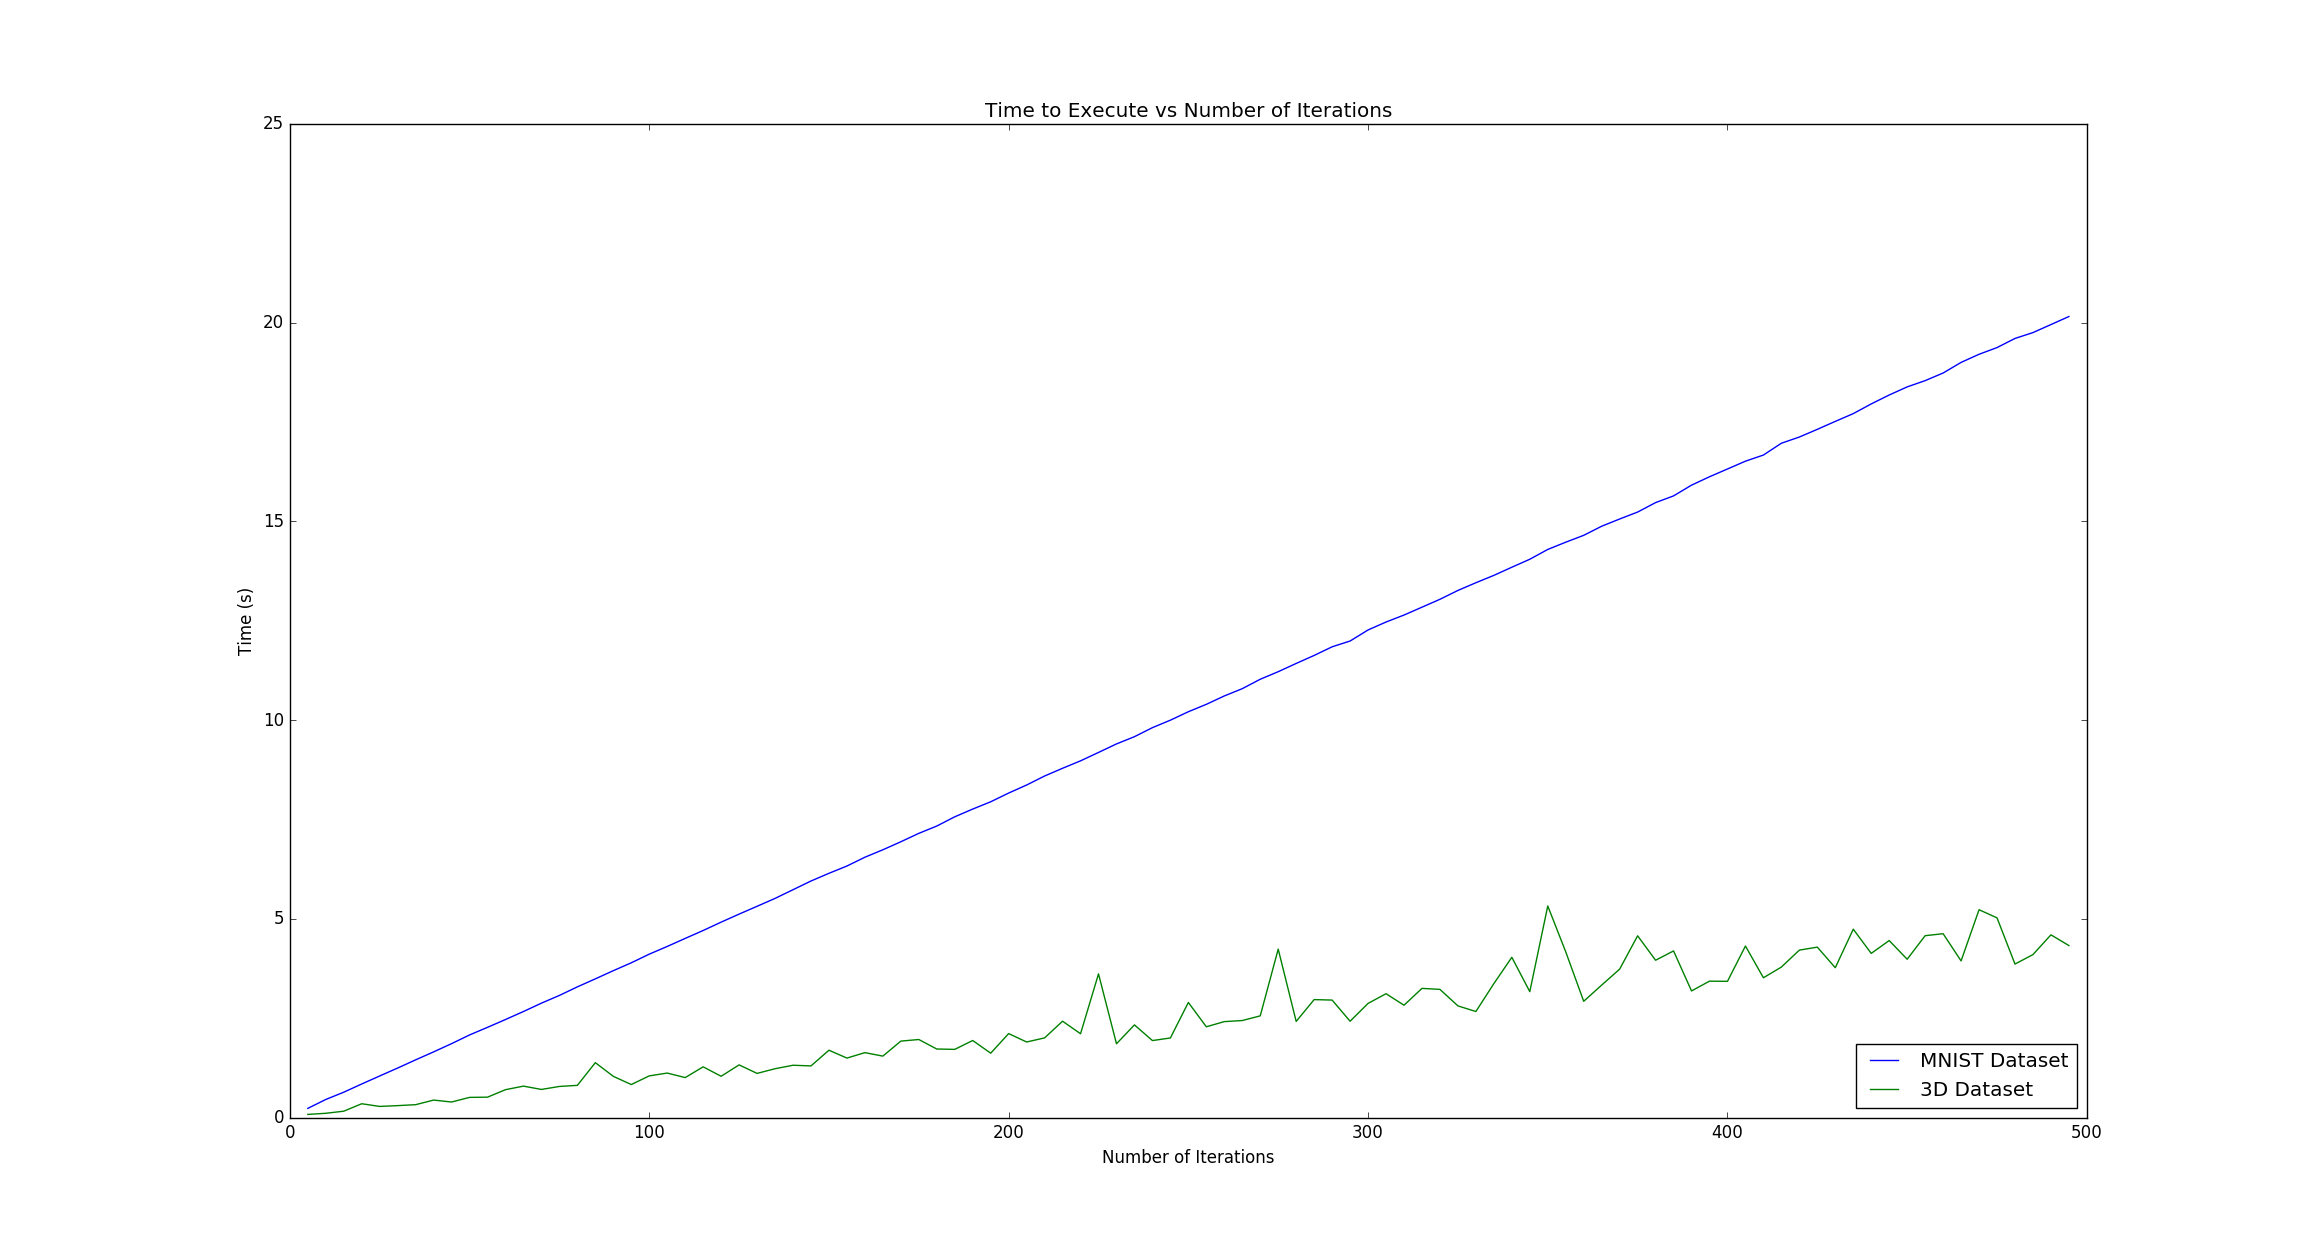 Time to Execute vs Number of Iterations
25
20
15
10
5
0
Time (s)
0 100 200 300 400 500
Number of Iterations
MNIST Dataset
3D Dataset